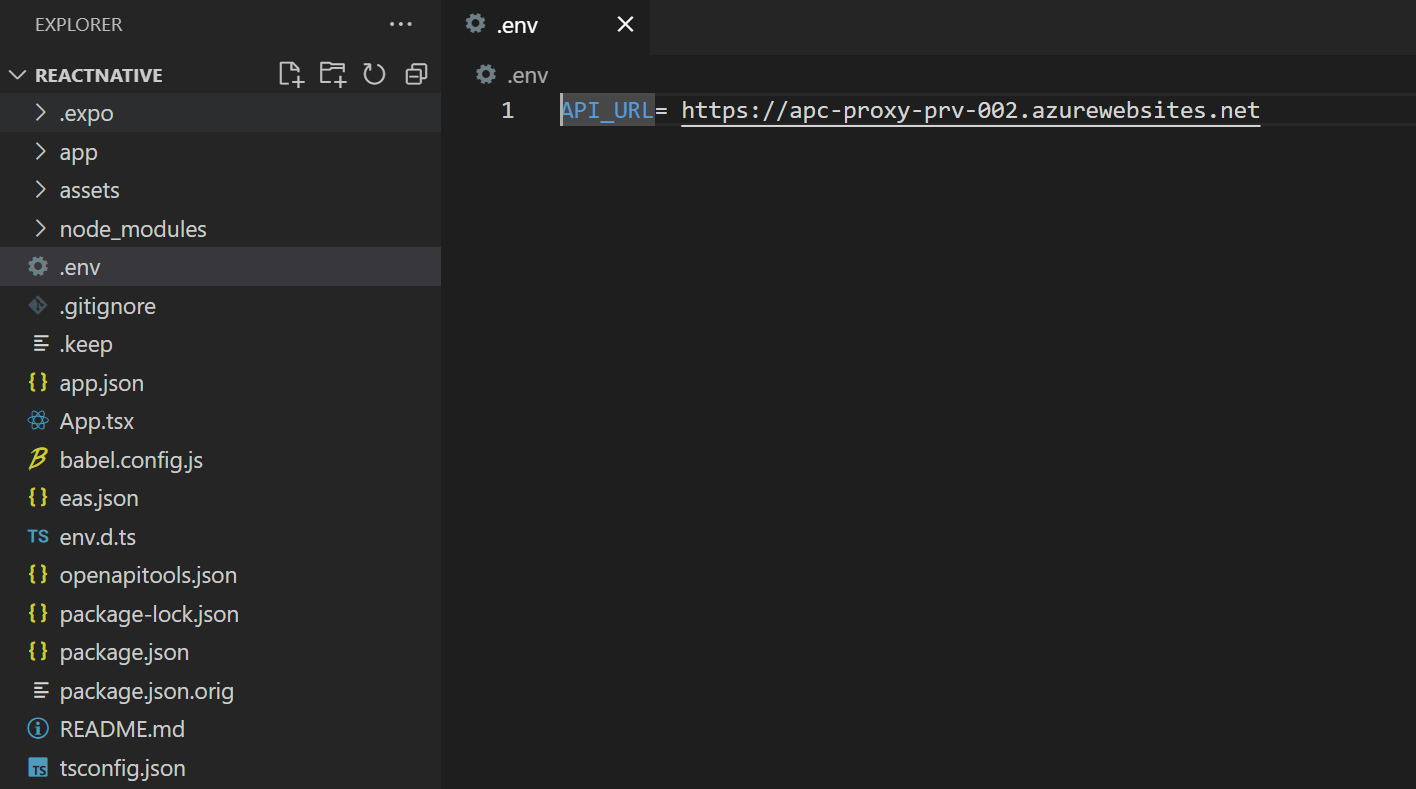 EXPLORER
REACTNATIVE
.expo
app
assets
node_modules
.env
.gitignore
.keep
app.json
App.tsx
babel.config.js
eas.json
TS env.d.ts
openapitools.json
package-lock.json
package.json
package.json.orig
README.md
TS tsconfig.json
.env
.env
1 API_URL= https://apc-proxy-prv-002.azurewebsites.net